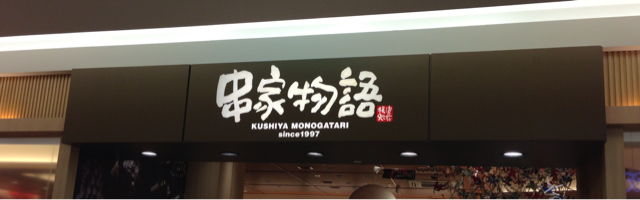 串家物語
KUSHIYA MONOGATARI
since1997